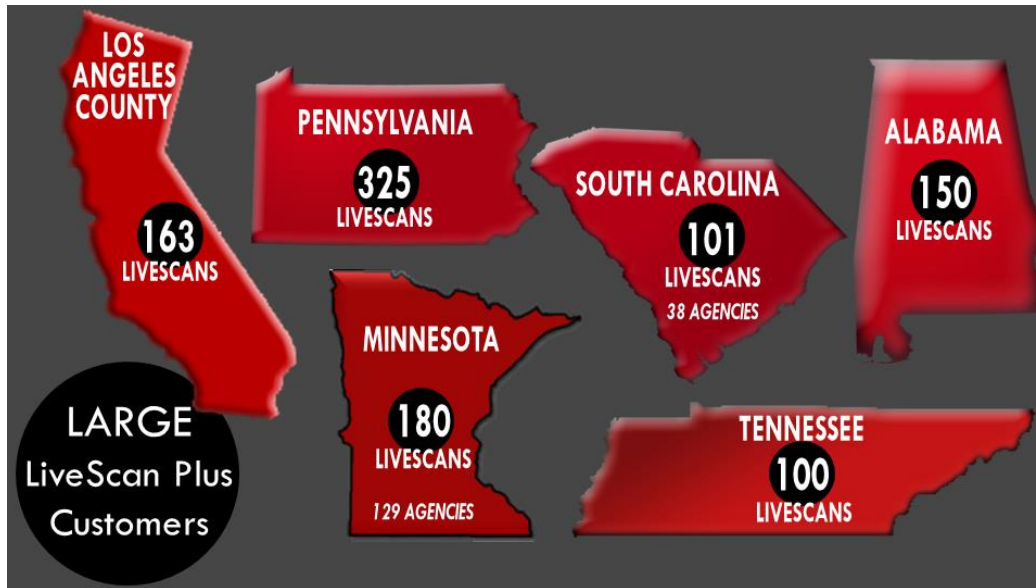 LOS
ANGELES
COUNTY
163
LIVESCANS
PENNSYLVANIA
325
LIVESCANS
SOUTH CAROLINA
101
LIVESCANS
38 AGENCIES
ALABAMA
150
LIVESCANS
MINNESOTA
180
LIVESCANS
129 AGENCIES
TENNESSEE
100
LIVESCANS
LARGE
LiveScan Plus
Customers